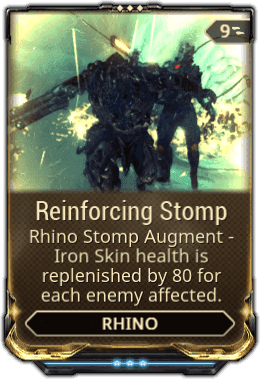 9
Reinforcing Stomp
Rhino Stomp Augment -
Iron Skin health is
replenished by 80 for
each enemy affected.
RHINO